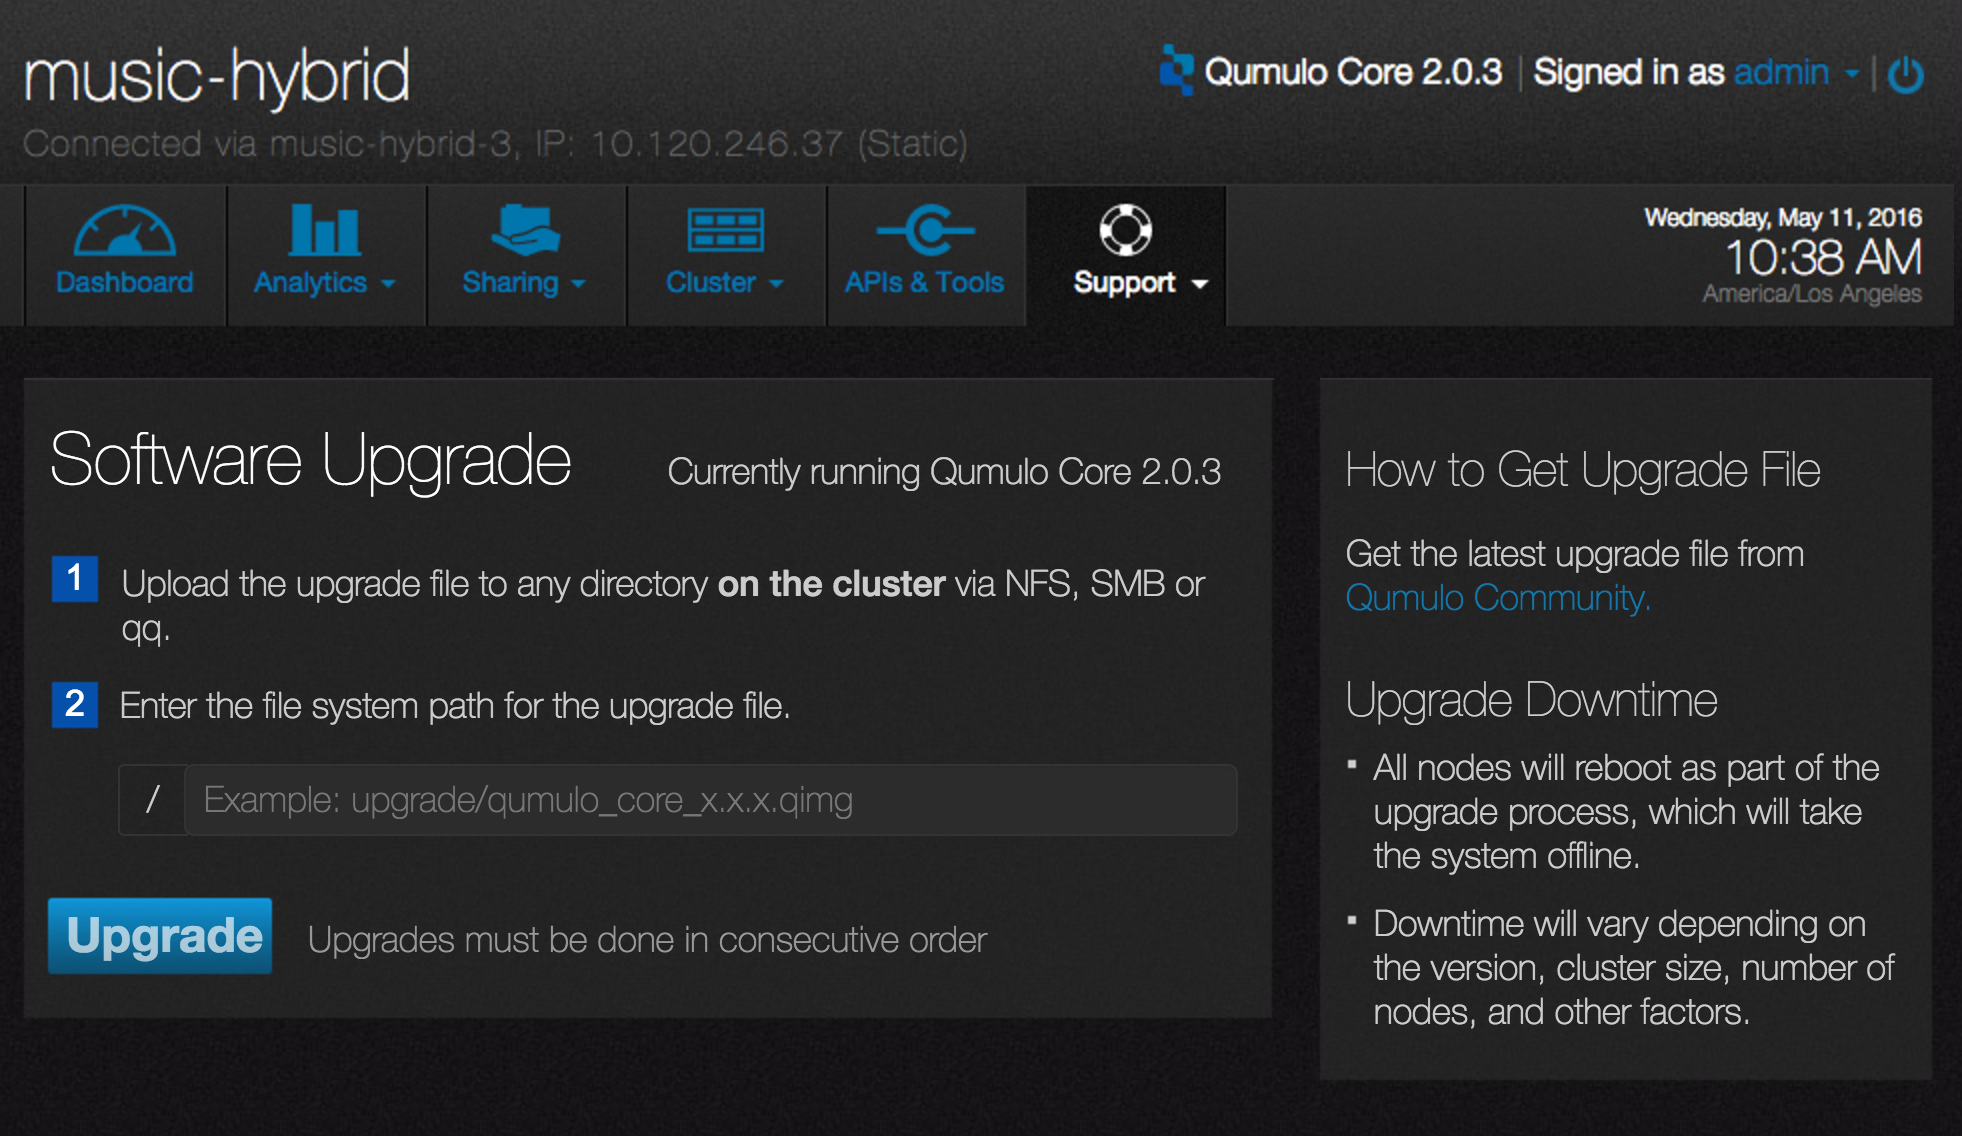 music-hybrid
Qumulo Core 2.0.3 | Signed in as admin
Connected via music-hybrid-3, IP: 10.120.246.37 (Static)
Dashboard
Analytics
Sharing
Cluster
APIs & Tools
Support
Wednesday, May 11, 2016
10:38 AM
America/Los Angeles
Software Upgrade
Currently running Qumulo Core 2.0.3
1 Upload the upgrade file to any directory on the cluster via NFS, SMB or
qq.
2 Enter the file system path for the upgrade file.
/ Example: upgrade/qumulo_core_x.x.x.qimg
Upgrade
Upgrades must be done in consecutive order
How to Get Upgrade File
Get the latest upgrade file from
Qumulo Community.
Upgrade Downtime
▪ All nodes will reboot as part of the
upgrade process, which will take
the system offline.
▪ Downtime will vary depending on
the version, cluster size, number of
nodes, and other factors.